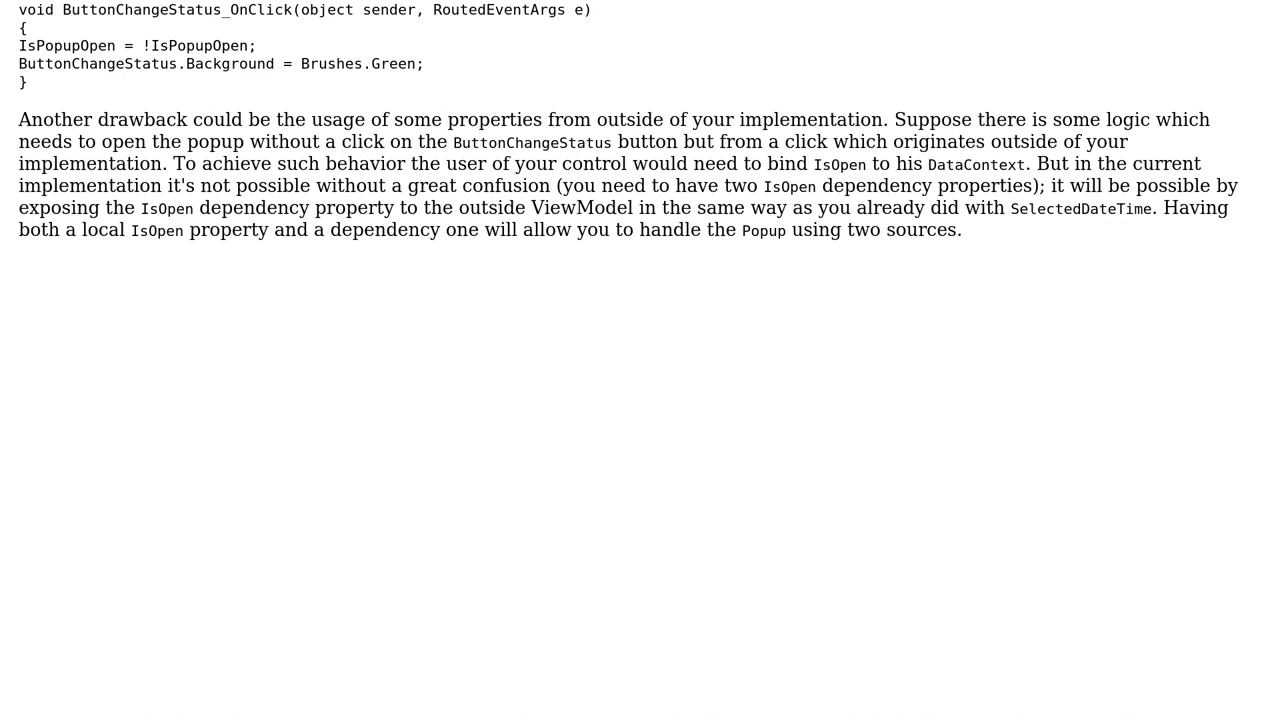 void ButtonChangeStatus_OnClick(object sender, RoutedEventArgs e)
{
IsPopupOpen = !IsPopupOpen;
ButtonChangeStatus.Background = Brushes.Green;
}
Another drawback could be the usage of some properties from outside of your implementation. Suppose there is some logic which
needs to open the popup without a click on the ButtonChangeStatus button but from a click which originates outside of your
implementation. To achieve such behavior the user of your control would need to bind IsOpen to his DataContext. But in the current
implementation it's not possible without a great confusion (you need to have two IsOpen dependency properties); it will be possible by
exposing the IsOpen dependency property to the outside ViewModel in the same way as you already did with SelectedDateTime. Having
both a local IsOpen property and a dependency one will allow you to handle the Popup using two sources.